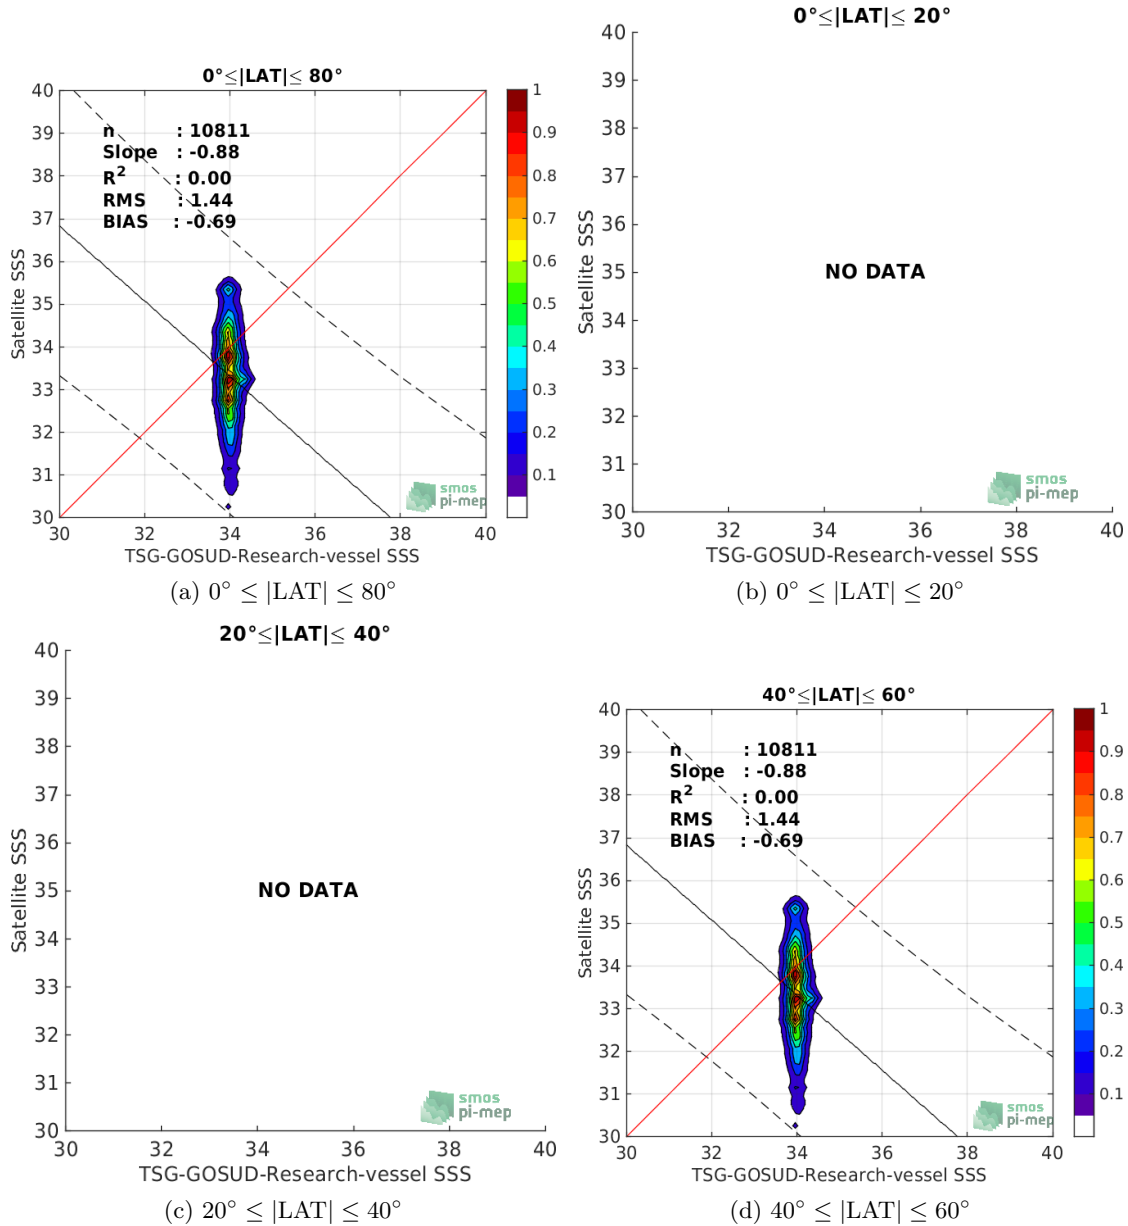 0°≤|LAT|≤ 80°
n : 10811
Slope : -0.88
R² : 0.00
RMS : 1.44
BIAS : -0.69
40
39
38
37
36
35
34
33
32
31
30
Satellite SSS
30 32 34 36 38 40
TSG-GOSUD-Research-vessel SSS
1
0.9
0.8
0.7
0.6
0.5
0.4
0.3
0.2
0.1
smos
pi-mep
(a) 0° ≤ |LAT| ≤ 80°
0°≤|LAT|≤ 20°
40
39
38
37
36
35
34
33
32
31
30
Satellite SSS
NO DATA
30 32 34 36 38 40
TSG-GOSUD-Research-vessel SSS
smos
pi-mep
(b) 0° ≤ |LAT| ≤ 20°
20°≤|LAT|≤ 40°
40
39
38
37
36
35
34
33
32
31
30
Satellite SSS
NO DATA
30 32 34 36 38 40
TSG-GOSUD-Research-vessel SSS
smos
pi-mep
(c) 20° ≤ |LAT| ≤ 40°
40°≤|LAT|≤ 60°
n : 10811
Slope : -0.88
R² : 0.00
RMS : 1.44
BIAS : -0.69
40
39
38
37
36
35
34
33
32
31
30
Satellite SSS
30 32 34 36 38 40
TSG-GOSUD-Research-vessel SSS
1
0.9
0.8
0.7
0.6
0.5
0.4
0.3
0.2
0.1
smos
pi-mep
(d) 40° ≤ |LAT| ≤ 60°